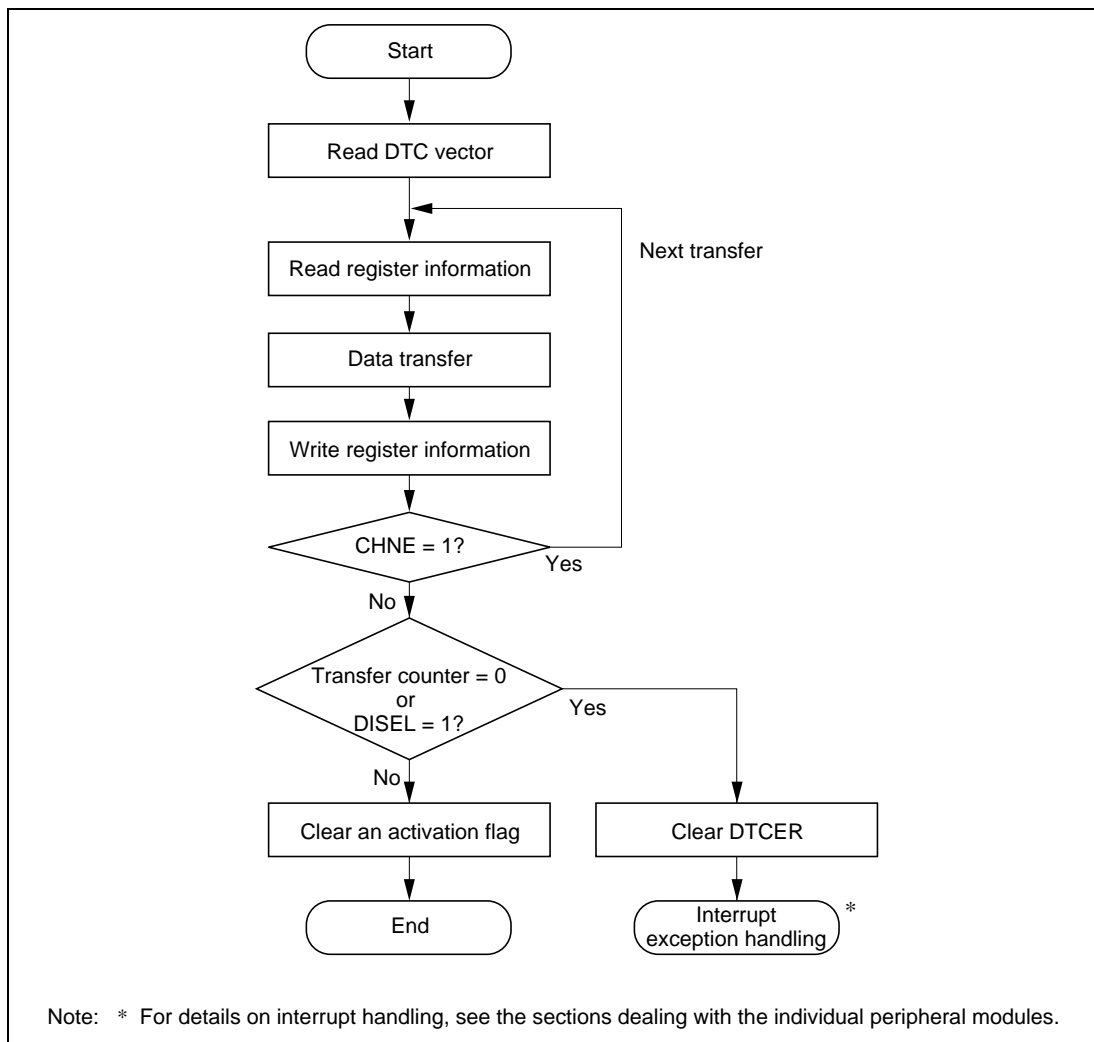 Start
Read DTC vector
Next transfer
Read register information
Data transfer
Write register information
CHNE = 1?
Yes
No
Transfer counter = 0
or
DISEL = 1?
Yes
No
Clear an activation flag
Clear DTCER
End
Interrupt
exception handling
*
Note: * For details on interrupt handling, see the sections dealing with the individual peripheral modules.